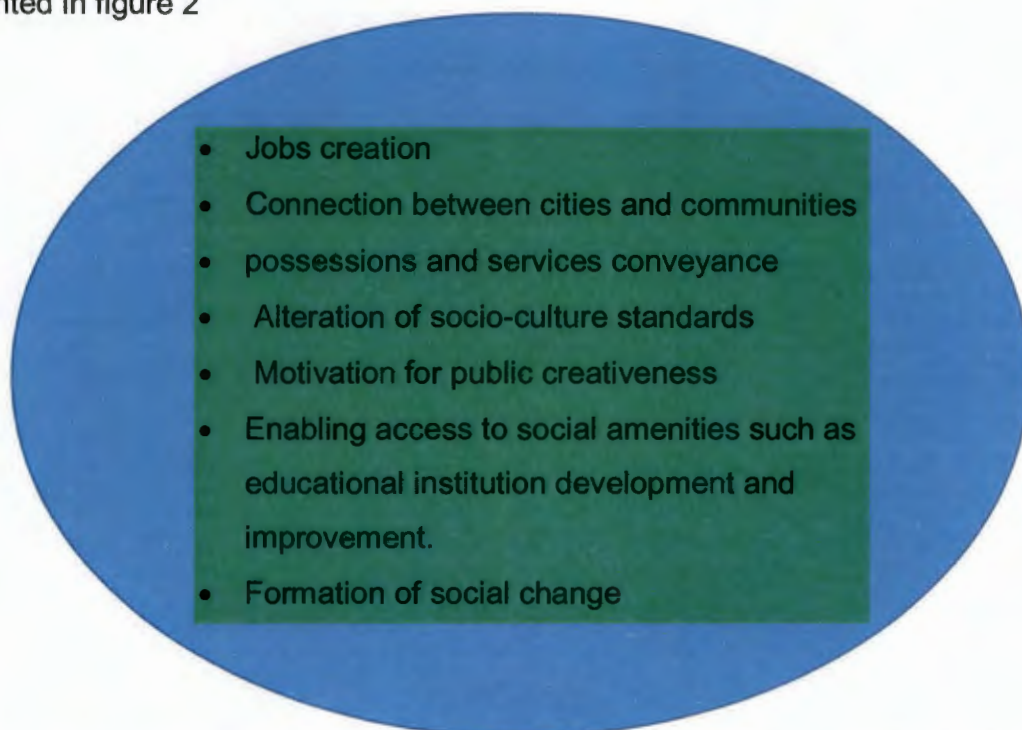 in figure 2
• Jobs creation
• Connection between cities and communities
• possessions and services conveyance
• Alteration of socio-culture standards
• Motivation for public creativeness
• Enabling access to social amenities such as
educational institution development and
improvement.
• Formation of social change